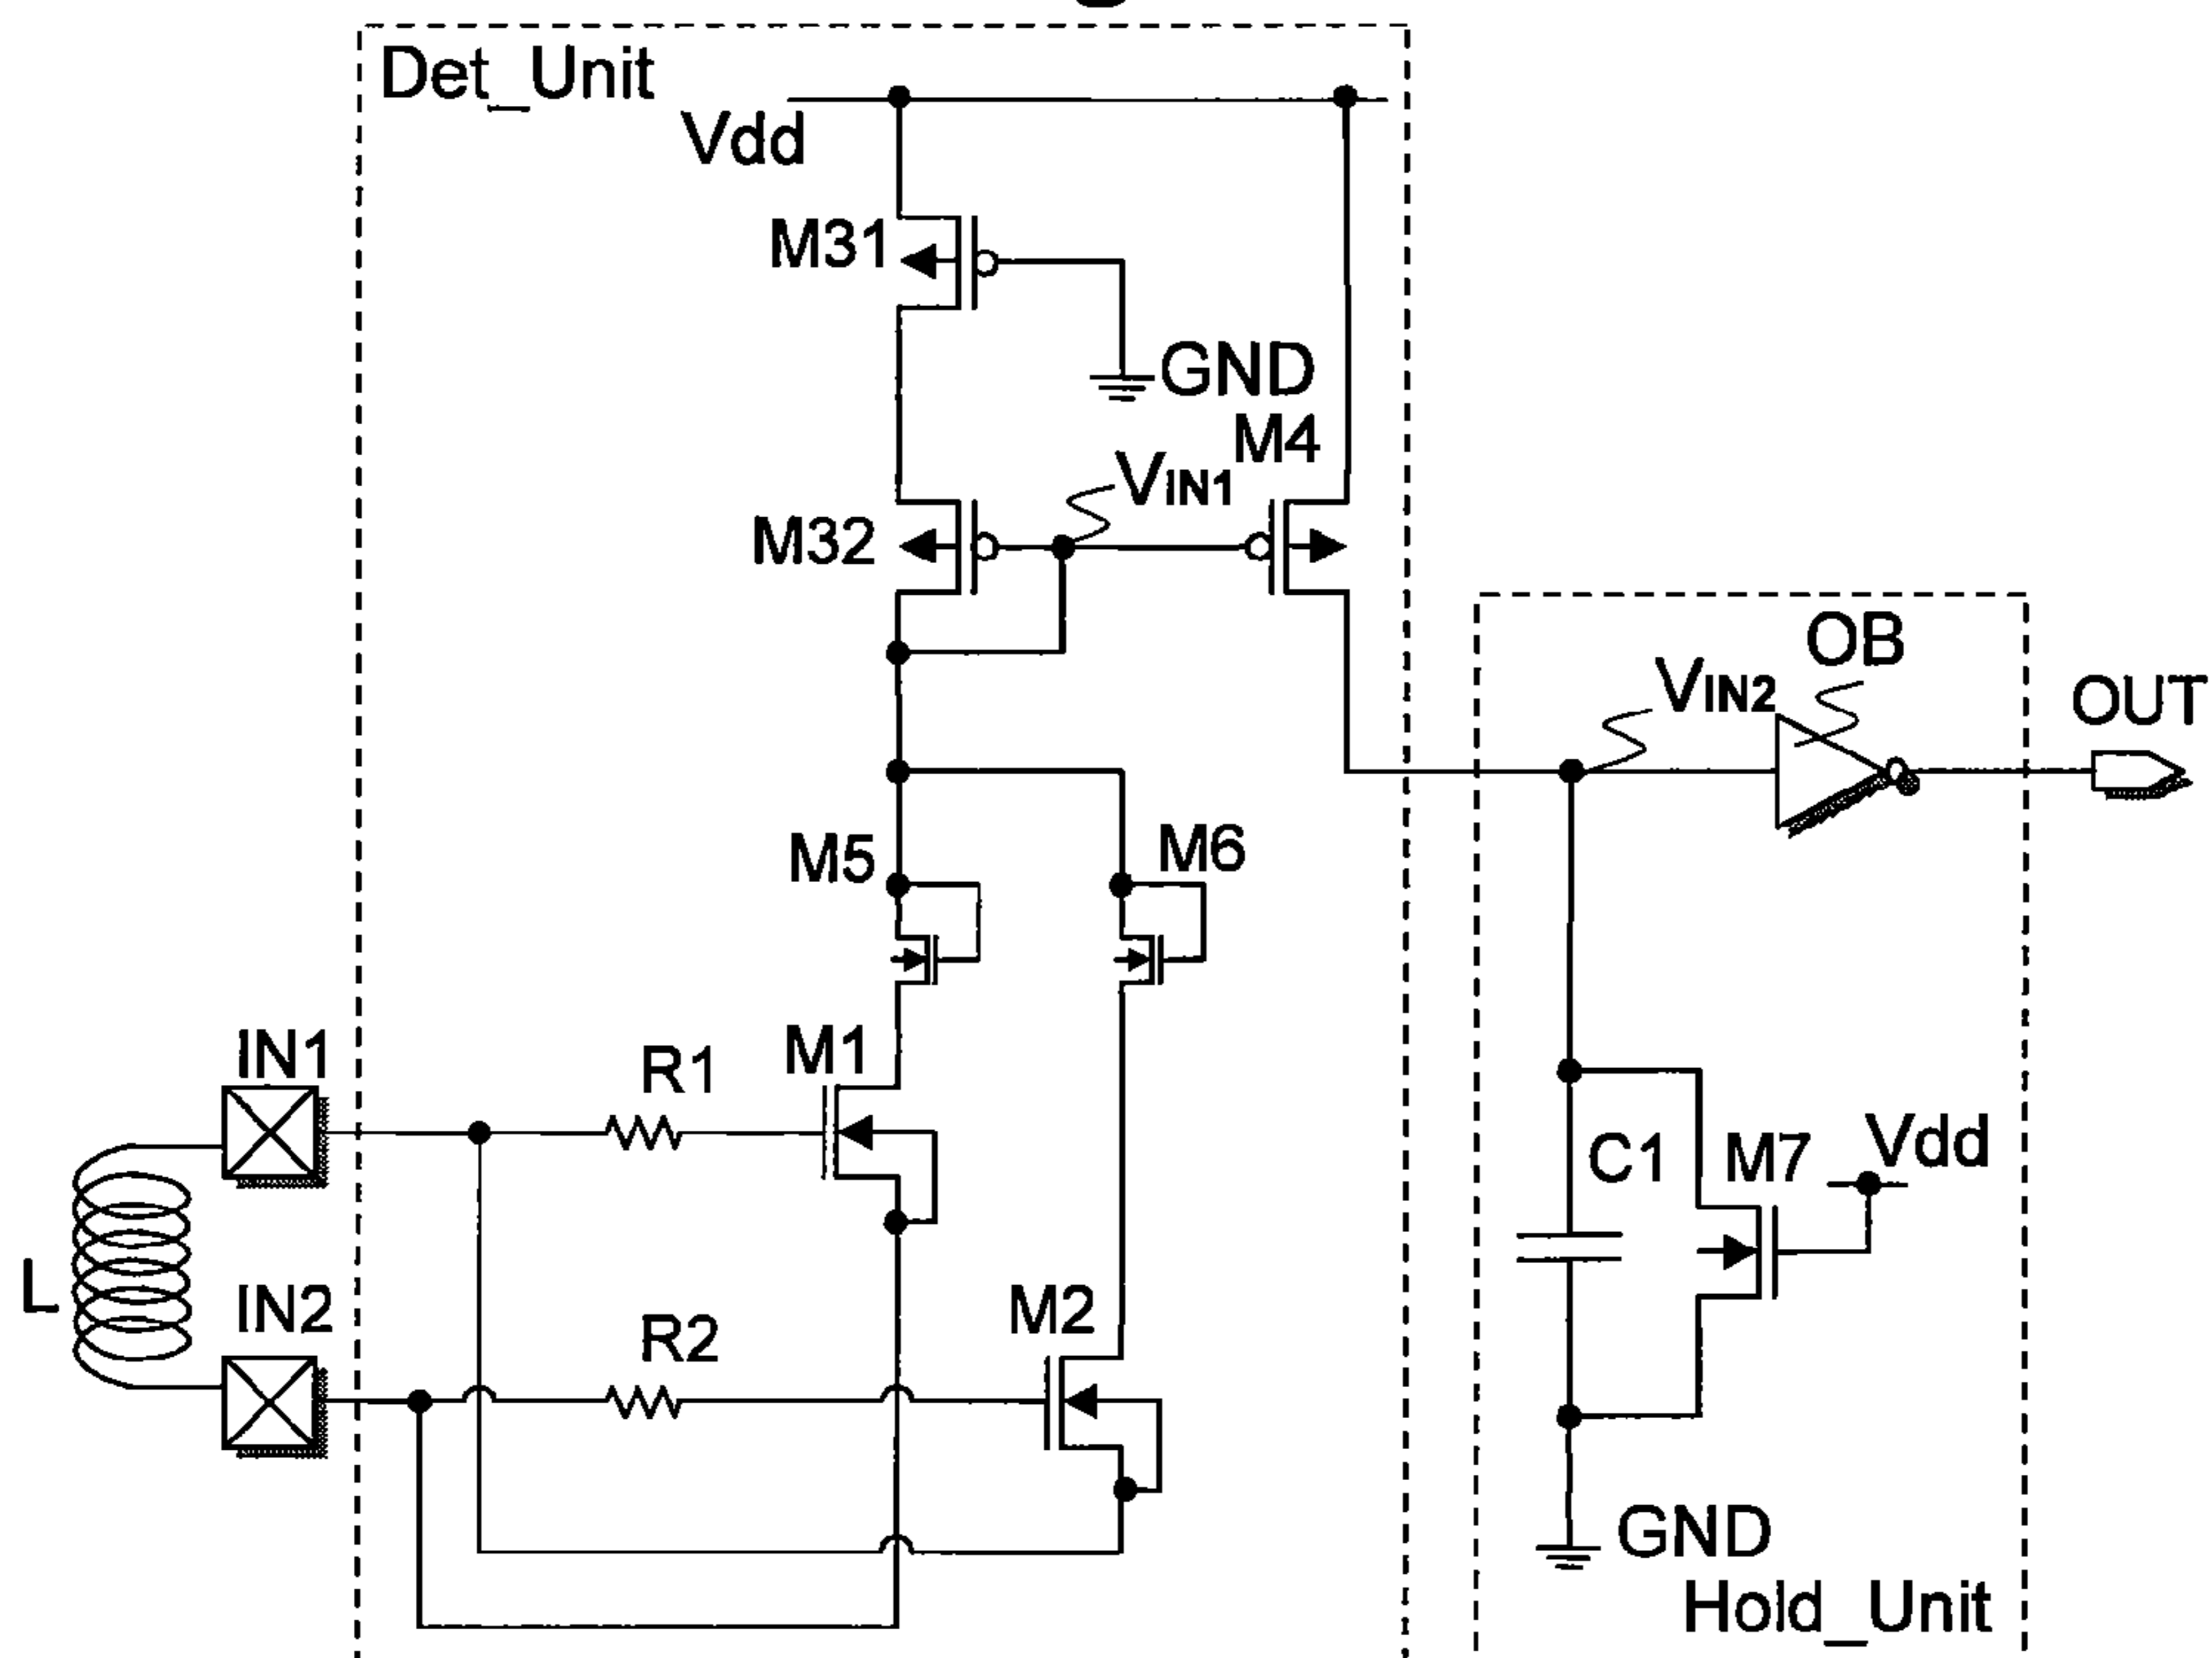 Det_Unit
Vdd
M31
GND
M4
VIN1
M32
OB
VIN2
OUT
M5
M6
IN1
R1
M1
C1
M7
Vdd
L
IN2
R2
M2
GND
Hold_Unit